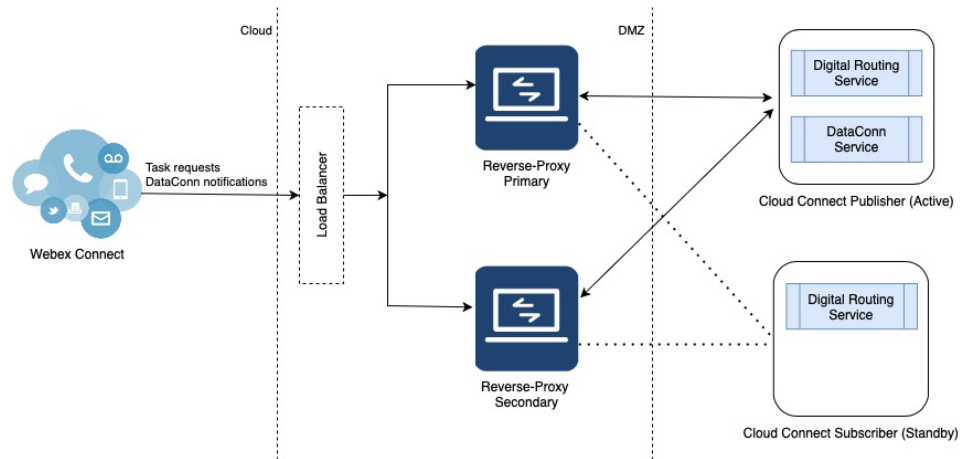 Cloud
DMZ
Task requests
DataConn notifications
Webex Connect
Load Balancer
Reverse-Proxy
Primary
Reverse-Proxy
Secondary
Digital Routing
Service
DataConn
Service
Cloud Connect Publisher (Active)
Digital Routing
Service
Cloud Connect Subscriber (Standby)